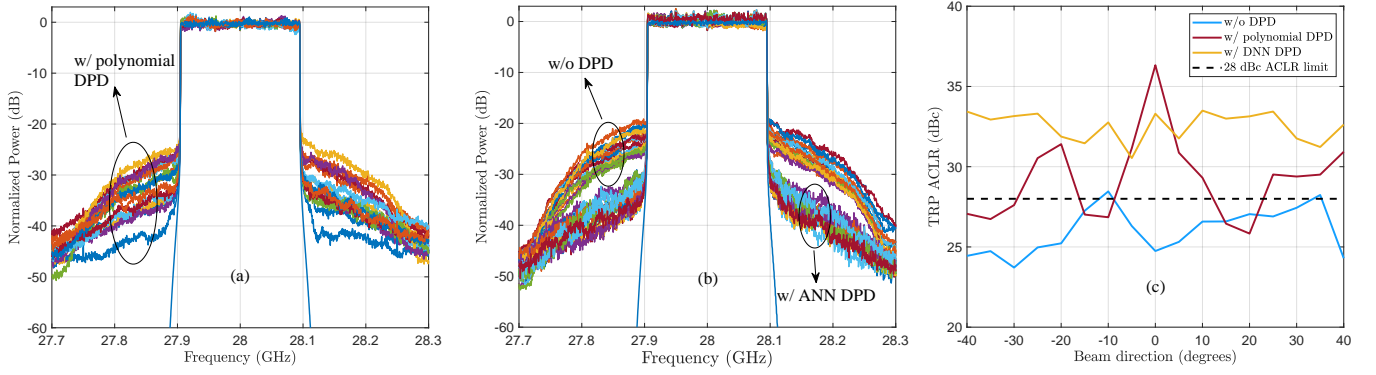 0
-10
-20
-30
-40
-50
-60
Normalized Power (dB)
27.7
27.8
27.9
28
28.1
28.2
28.3
Frequency (GHz)
w/ polynomial
DPD
(a)
0
-10
-20
-30
-40
-50
-60
Normalized Power (dB)
27.7
27.8
27.9
28
28.1
28.2
28.3
Frequency (GHz)
w/o DPD
(b)
w/ ANN DPD
40
35
30
25
20
TRP ACLR (dBc)
-40
-30
-20
-10
0
10
20
30
40
Beam direction (degrees)
w/o DPD
w/ polynomial DPD
w/ DNN DPD
28 dBc ACLR limit
(c)